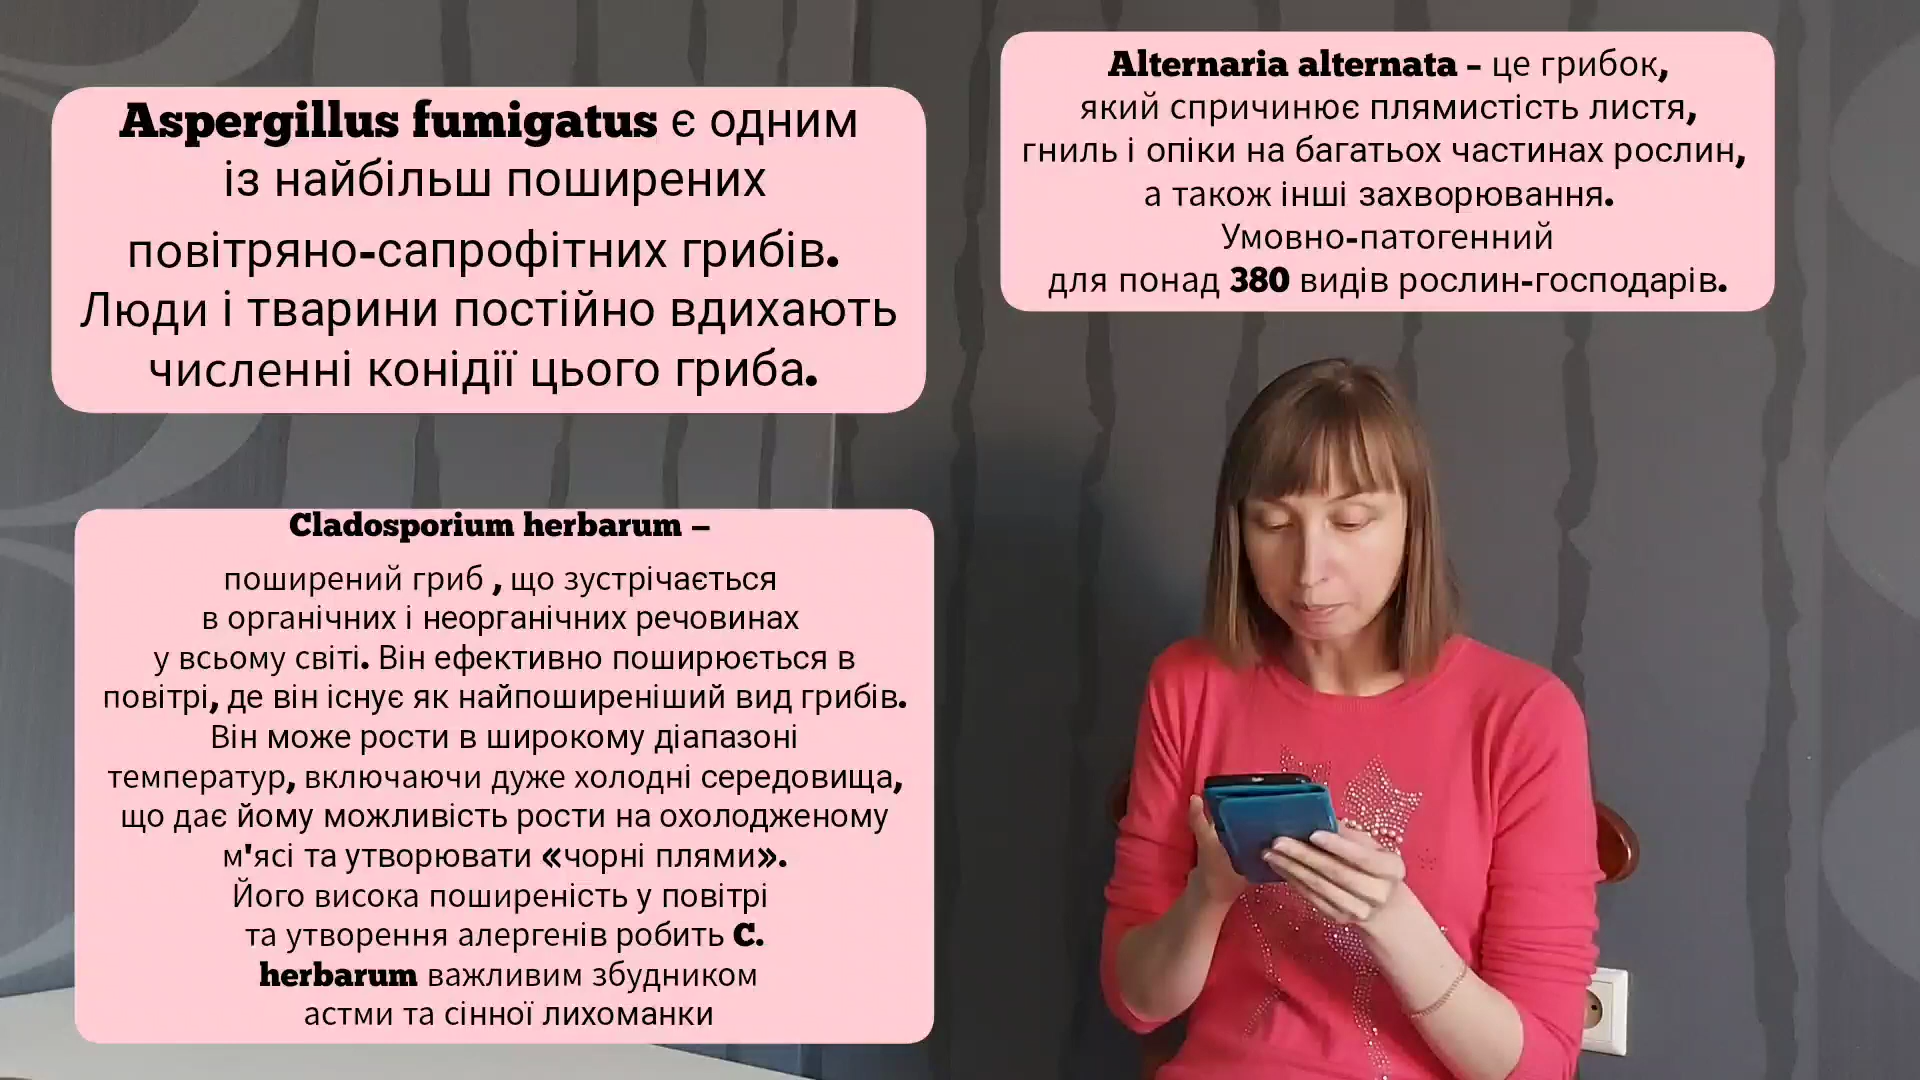 Aspergillus fumigatus є одним
із найбільш поширених
повітряно-сапрофітних грибів.
Люди і тварини постійно вдихають
численні конідії цього гриба.
Alternaria alternata – це грибок,
який спричинює плямистість листя,
гниль і опіки на багатьох частинах рослин,
а також інші захворювання.
Умовно-патогенний
для понад 380 видів рослин-господарів.
Cladosporium herbarum –
поширений гриб , що зустрічається
в органічних і неорганічних речовинах
у всьому світі. Він ефективно поширюється в
повітрі, де він існує як найпоширеніший вид грибів.
Він може рости в широкому діапазоні
температур, включаючи дуже холодні середовища,
що дає йому можливість рости на охолодженому
м'ясі та утворювати «чорні плями».
Його висока поширеність у повітрі
та утворення алергенів робить C.
herbarum важливим збудником
астми та сінної лихоманки